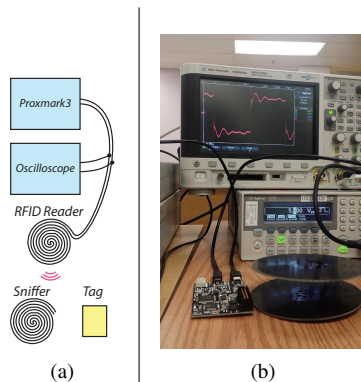 Proxmark3
Oscilloscope
RFID Reader
Sniffer
Tag
(a)
(b)